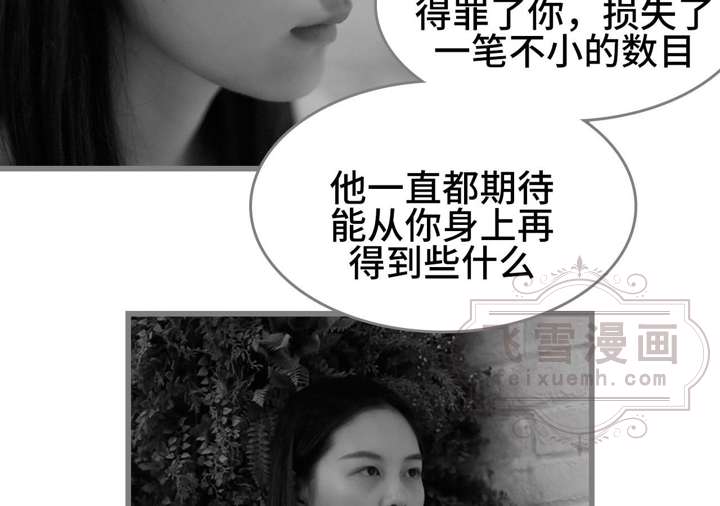 得罪了你，损失了
一笔不小的数目
他一直都期待
能从你身上再
得到些什么
飞雪漫画
feixuemh.com